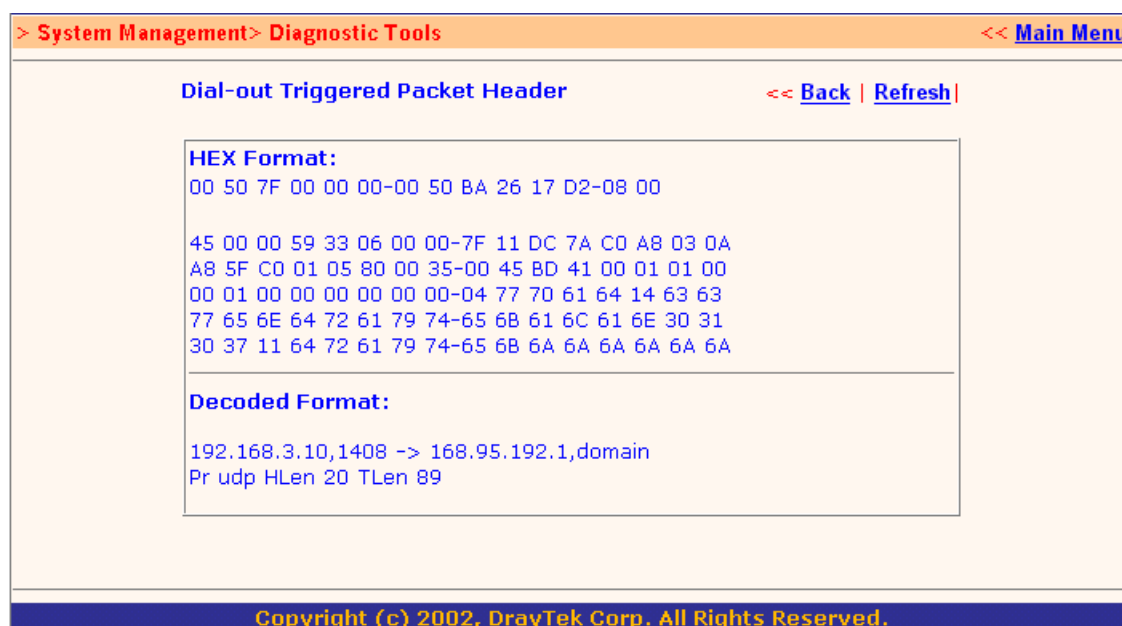 > System Management> Diagnostic Tools << Main Menu
Dial-out Triggered Packet Header << Back | Refresh|
HEX Format:
00 50 7F 00 00 00-00 50 BA 26 17 D2-08 00
45 00 00 59 33 06 00 00-7F 11 DC 7A C0 A8 03 0A
A8 5F C0 01 05 80 00 35-00 45 BD 41 00 01 01 00
00 01 00 00 00 00 00 00-04 77 70 61 64 14 63 63
77 65 6E 64 72 61 79 74-65 6B 61 6C 61 6E 30 31
30 37 11 64 72 61 79 74-65 6B 6A 6A 6A 6A 6A 6A
Decoded Format:
192.168.3.10,1408 -> 168.95.192.1,domain
Pr udp HLen 20 TLen 89
Copyright (c) 2002, DrayTek Corp. All Rights Reserved.